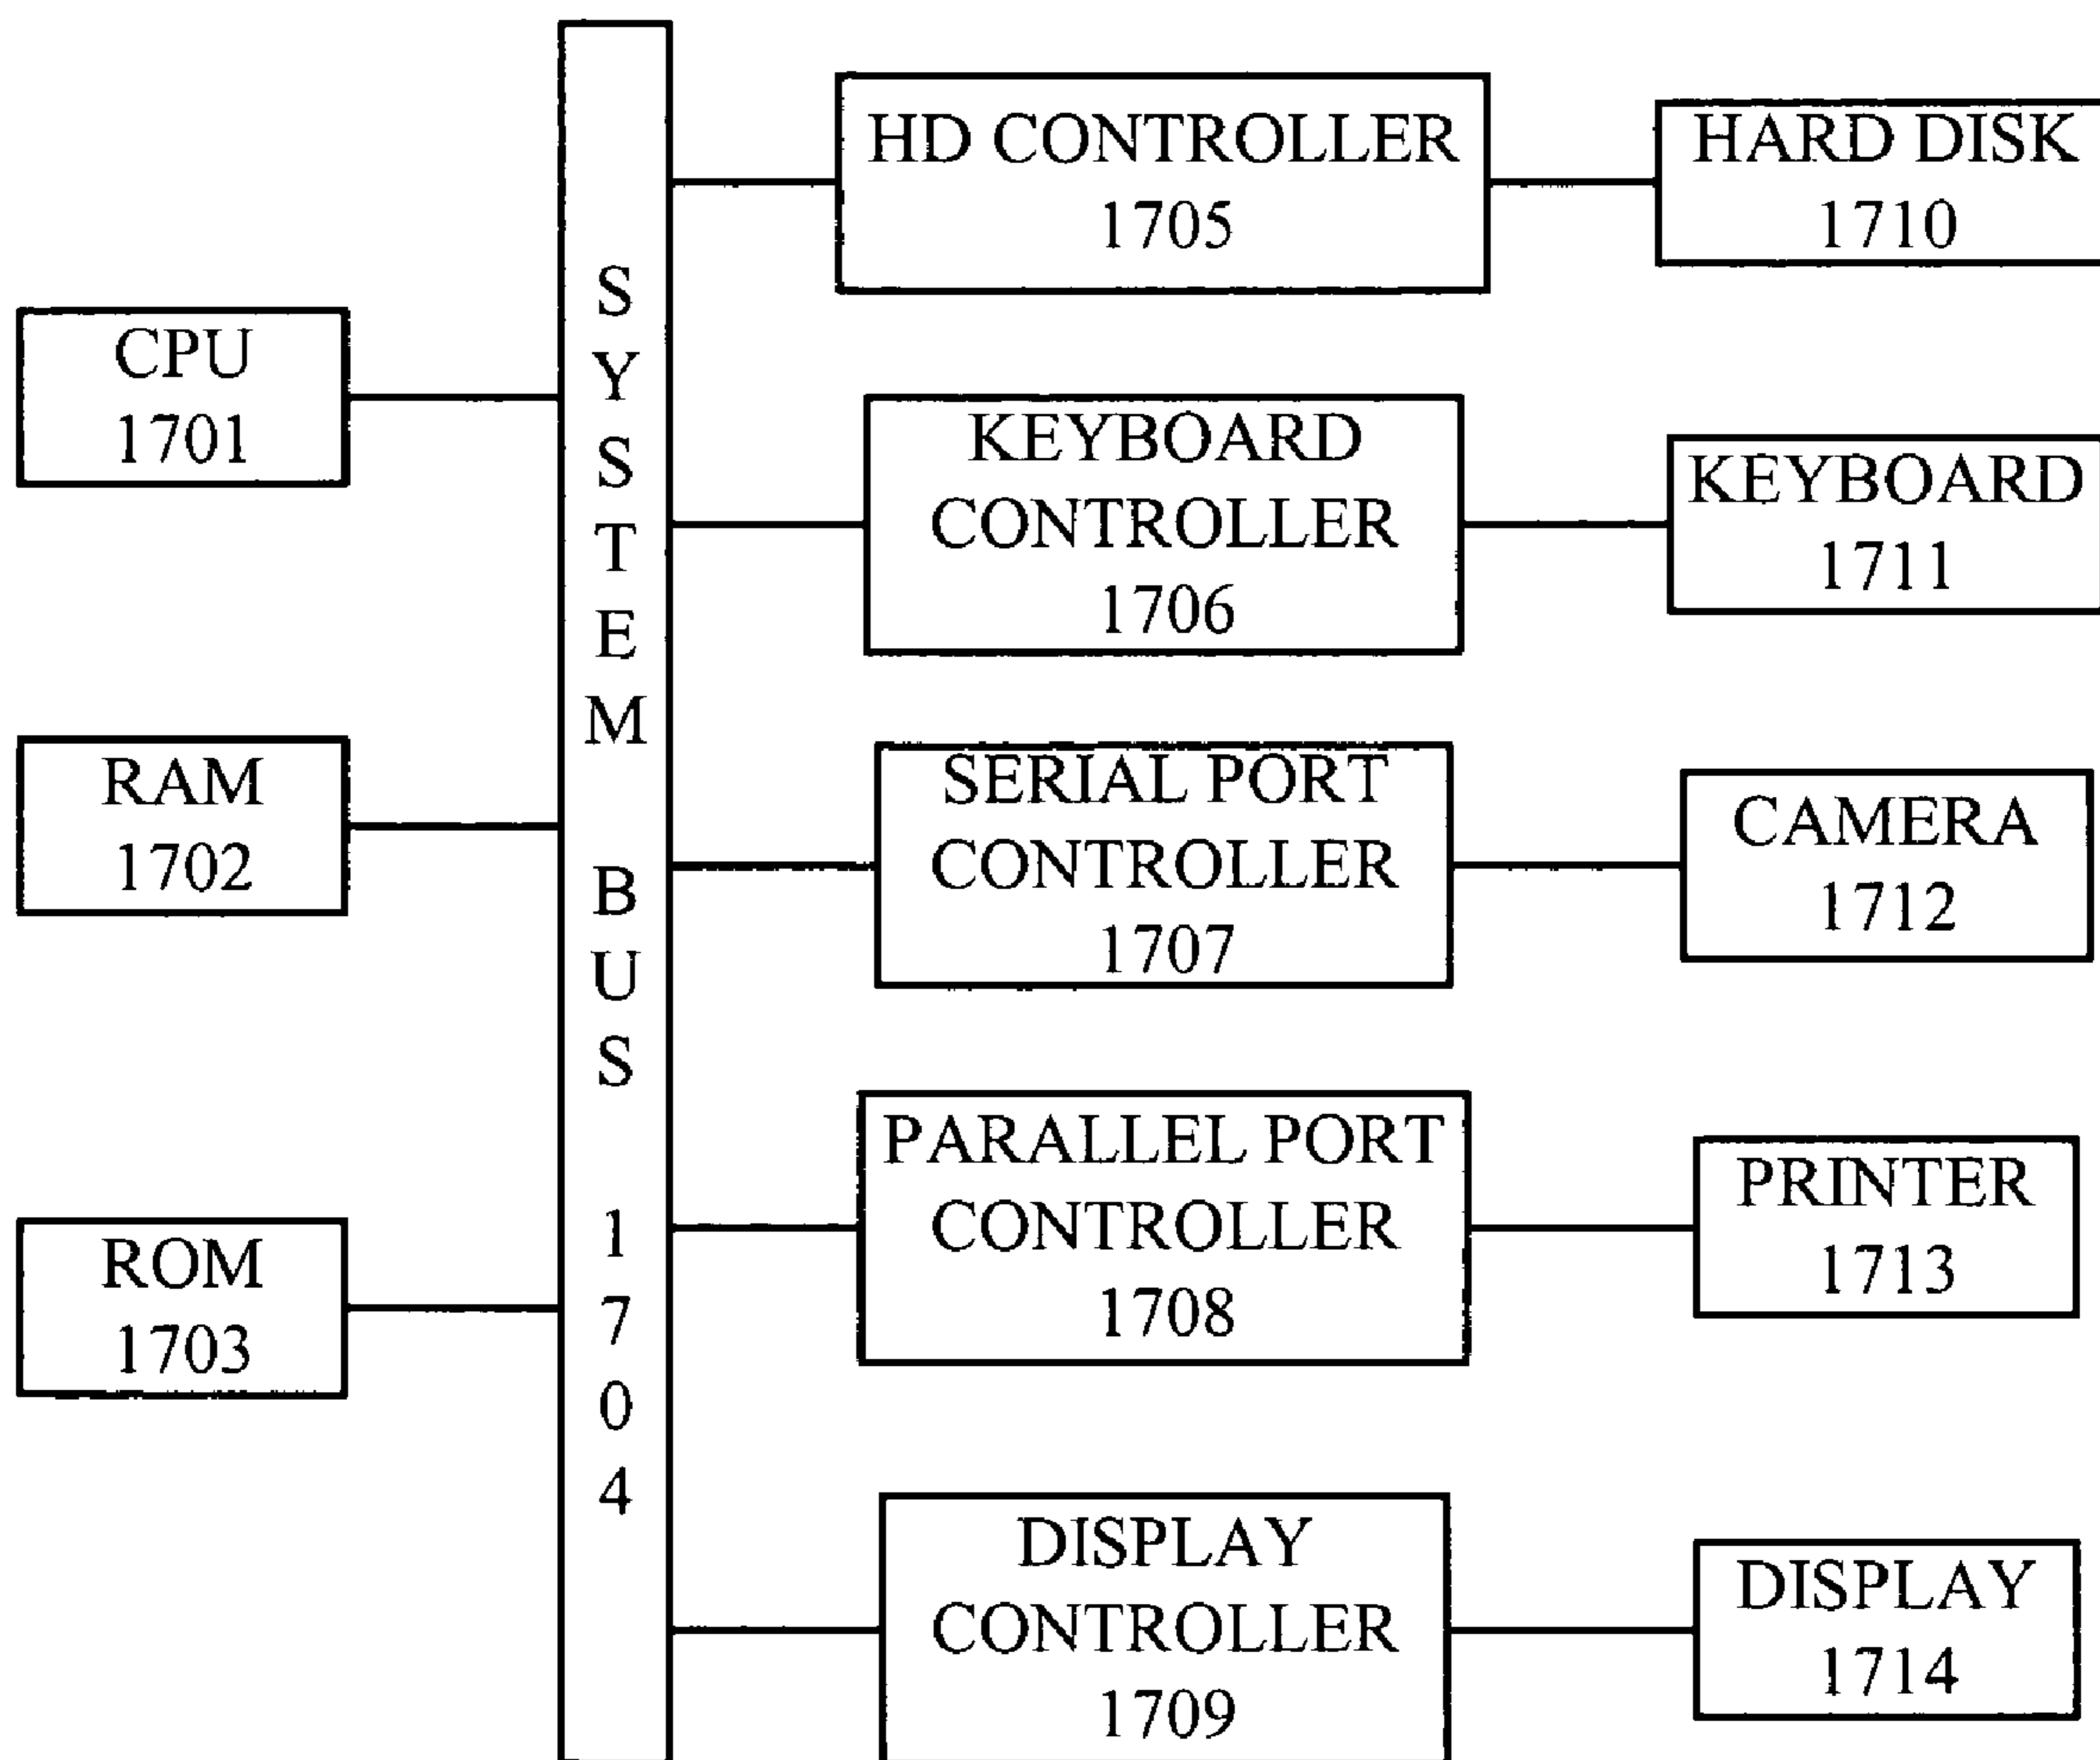 CPU
1701
RAM
1702
ROM
1703
SYSTEM BUS 1704
HD CONTROLLER
1705
HARD DISK
1710
KEYBOARD
CONTROLLER
1706
KEYBOARD
1711
SERIAL PORT
CONTROLLER
1707
CAMERA
1712
PARALLEL PORT
CONTROLLER
1708
PRINTER
1713
DISPLAY
CONTROLLER
1709
DISPLAY
1714